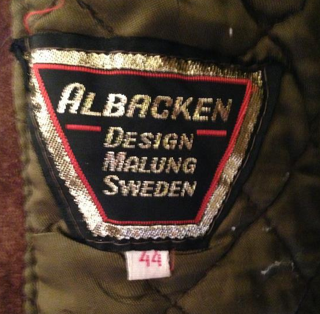 ALBACKEN
DESIGN
MALUNG
SWEDEN
44